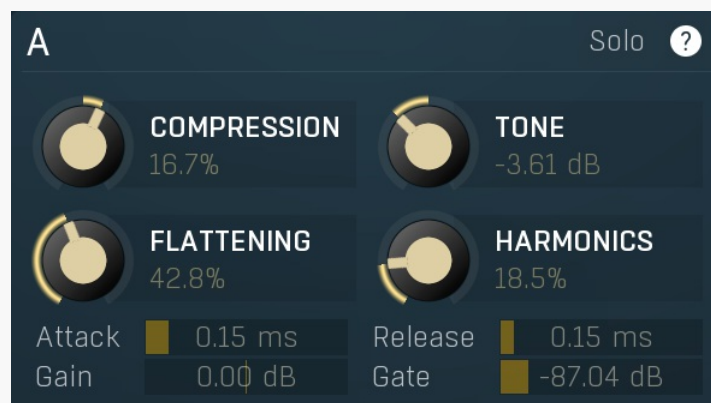 A Solo ?
COMPRESSION TONE
16.7% -3.61 dB
FLATTENING HARMONICS
42.8% 18.5%
Attack 0.15 ms Release 0.15 ms
Gain 0.00 dB Gate -87.04 dB